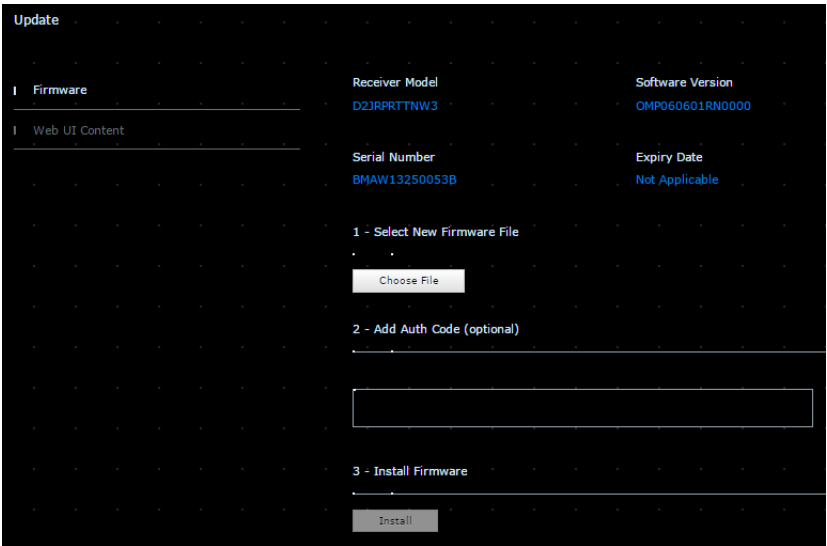 Update
Firmware
Web UI Content
Receiver Model
D2JRPRTTNW3
Software Version
OMP060601RN0000
Serial Number
BMAW13250053B
Expiry Date
Not Applicable
1 - Select New Firmware File
Choose File
2 - Add Auth Code (optional)
3 - Install Firmware
Install